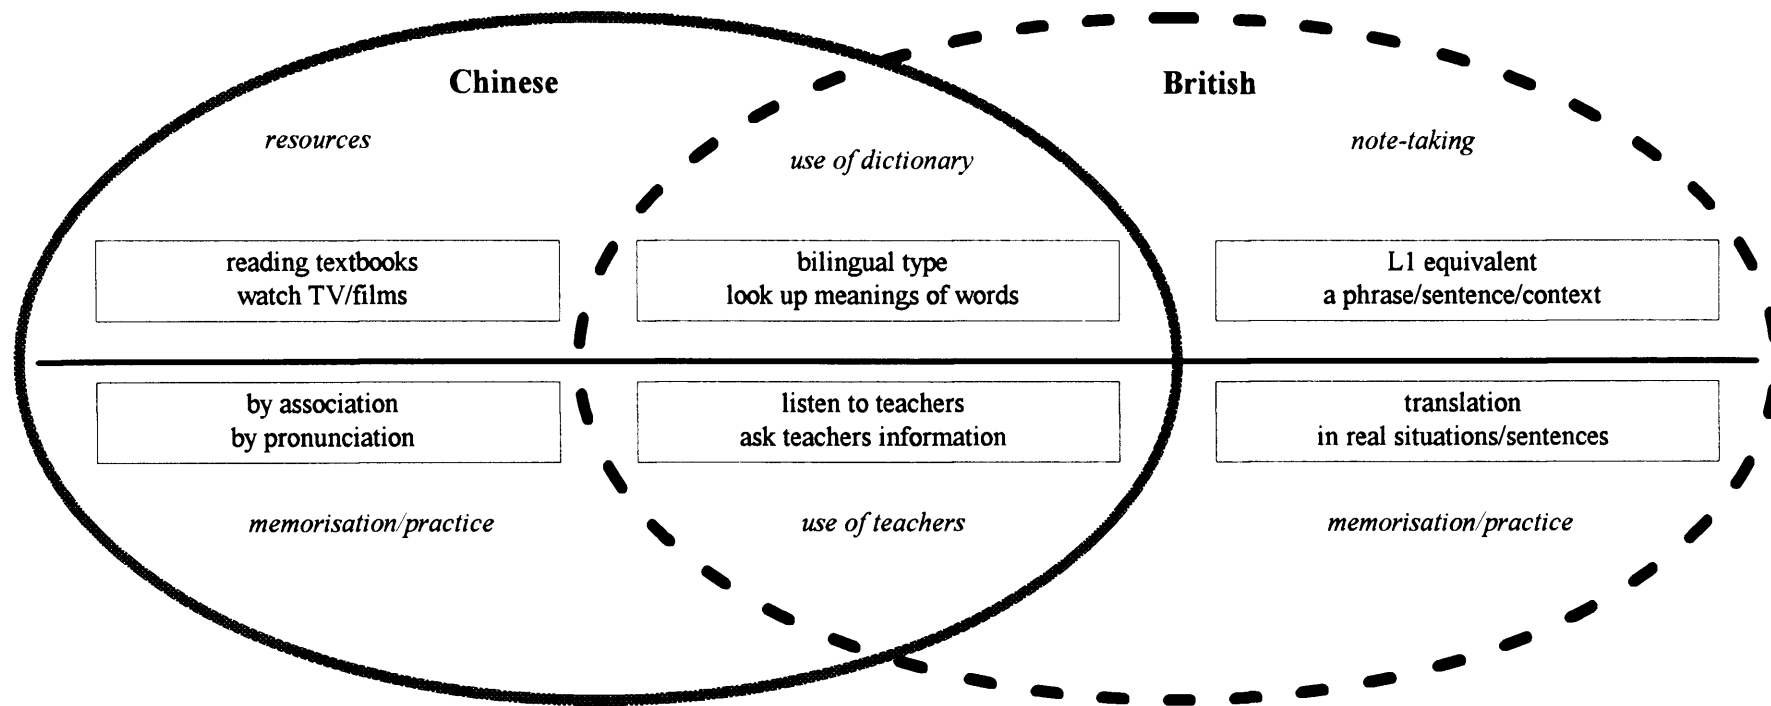 Chinese
British
resources
use of dictionary
note-taking
reading textbooks
watch TV/films
bilingual type
look up meanings of words
L1 equivalent
a phrase/sentence/context
by association
by pronunciation
listen to teachers
ask teachers information
translation
in real situations/sentences
memorisation/practice
use of teachers
memorisation/practice